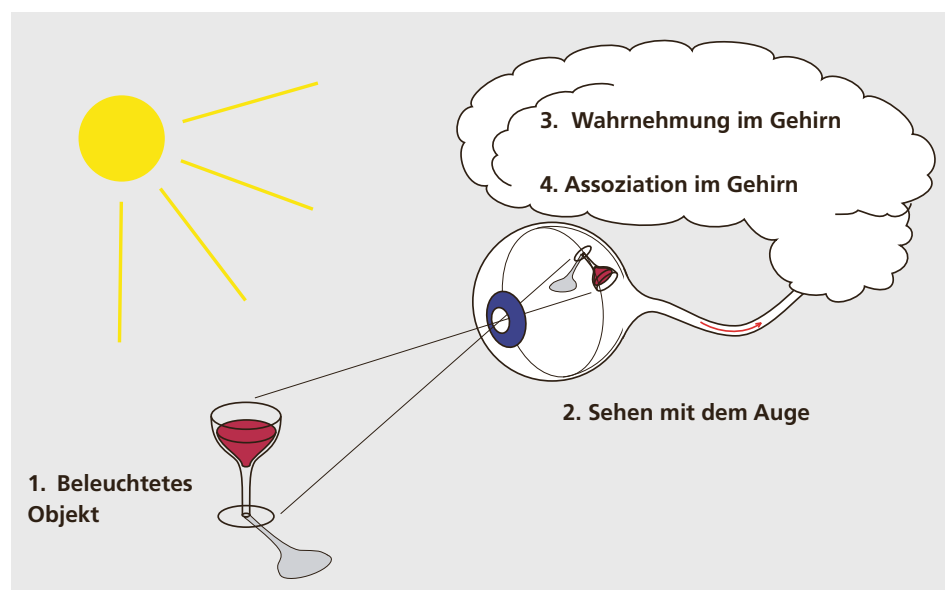 3. Wahrnehmung im Gehirn
4. Assoziation im Gehirn
2. Sehen mit dem Auge
1. Beleuchtetes
Objekt